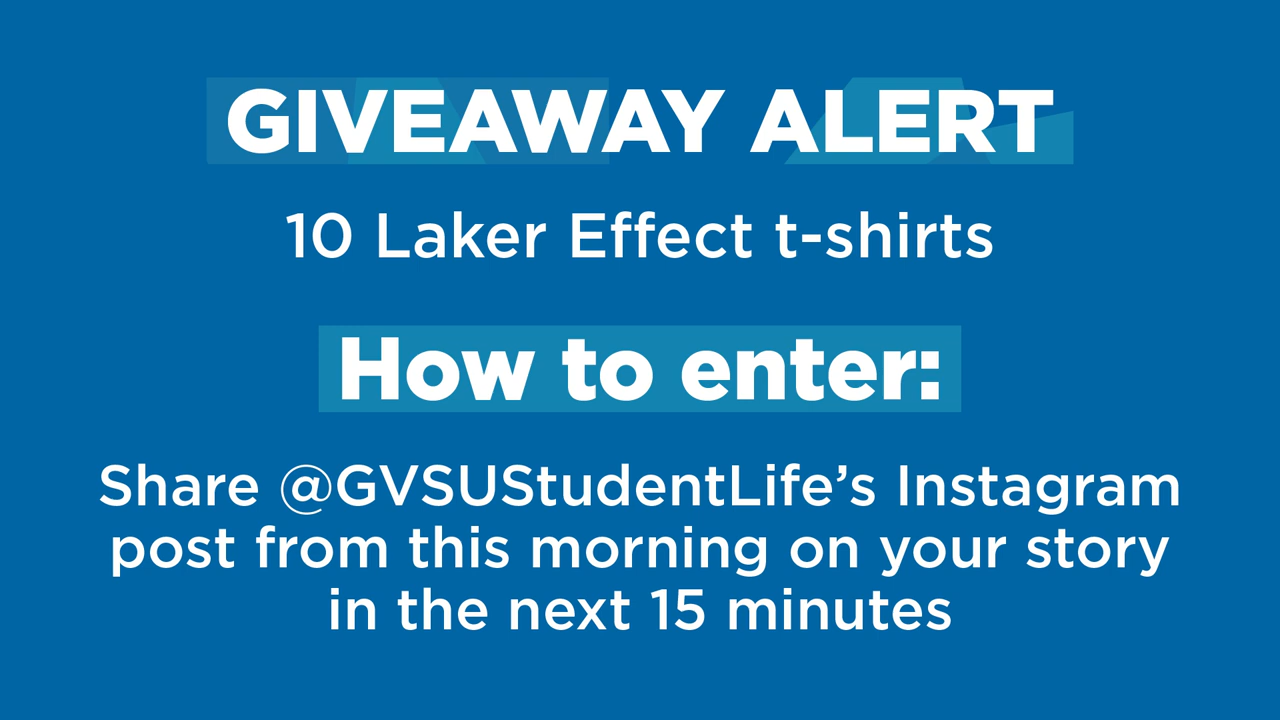 GIVEAWAY ALERT
10 Laker Effect t-shirts
How to enter:
Share @GVSUStudentLife’s Instagram
post from this morning on your story
in the next 15 minutes